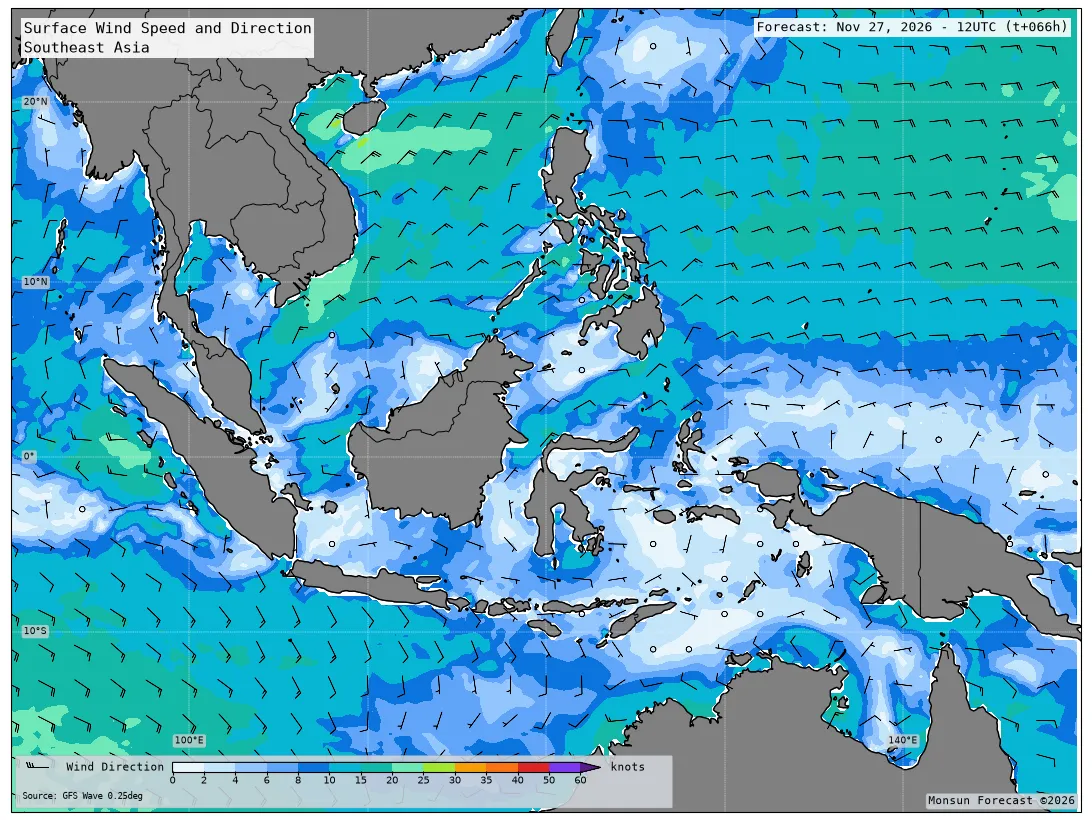 Surface Wind Speed and Direction
Southeast Asia
Forecast: Nov 27, 2026 - 12UTC (t+066h)
20°N
10°N
0°
10°S
100°E
140°E
Wind Direction
0 2 4 6 8 10 15 20 25 30 35 40 50 60
knots
Source: GFS Wave 0.25deg
Monsun Forecast ©2026